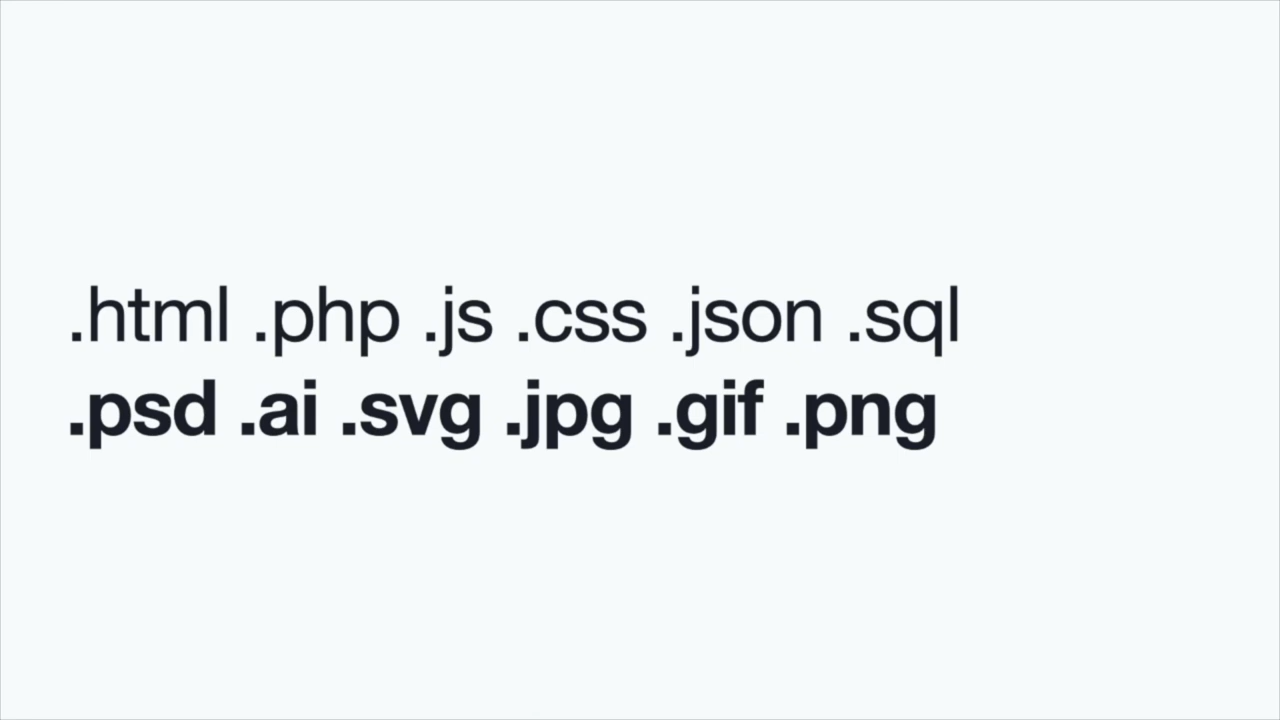 .html .php .js .css .json .sql
.psd .ai .svg .jpg .gif .png